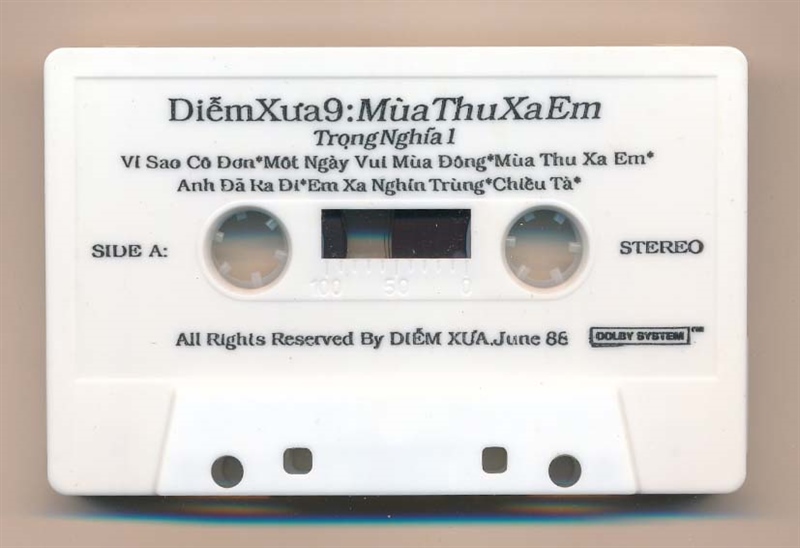 DiễmXưa9:MùaThuXaEm
TrọngNghĩa1
Vì Sao Cô Đơn*Một Ngày Vui Mùa Đông*Mùa Thu Xa Em*
Anh Đã Ra Đi*Em Xa Nghìn Trùng*Chiều Tà*
SIDE A:
STEREO
100 50 0
All Rights Reserved By DIỄM XƯA.June 88
DOLBY SYSTEM™